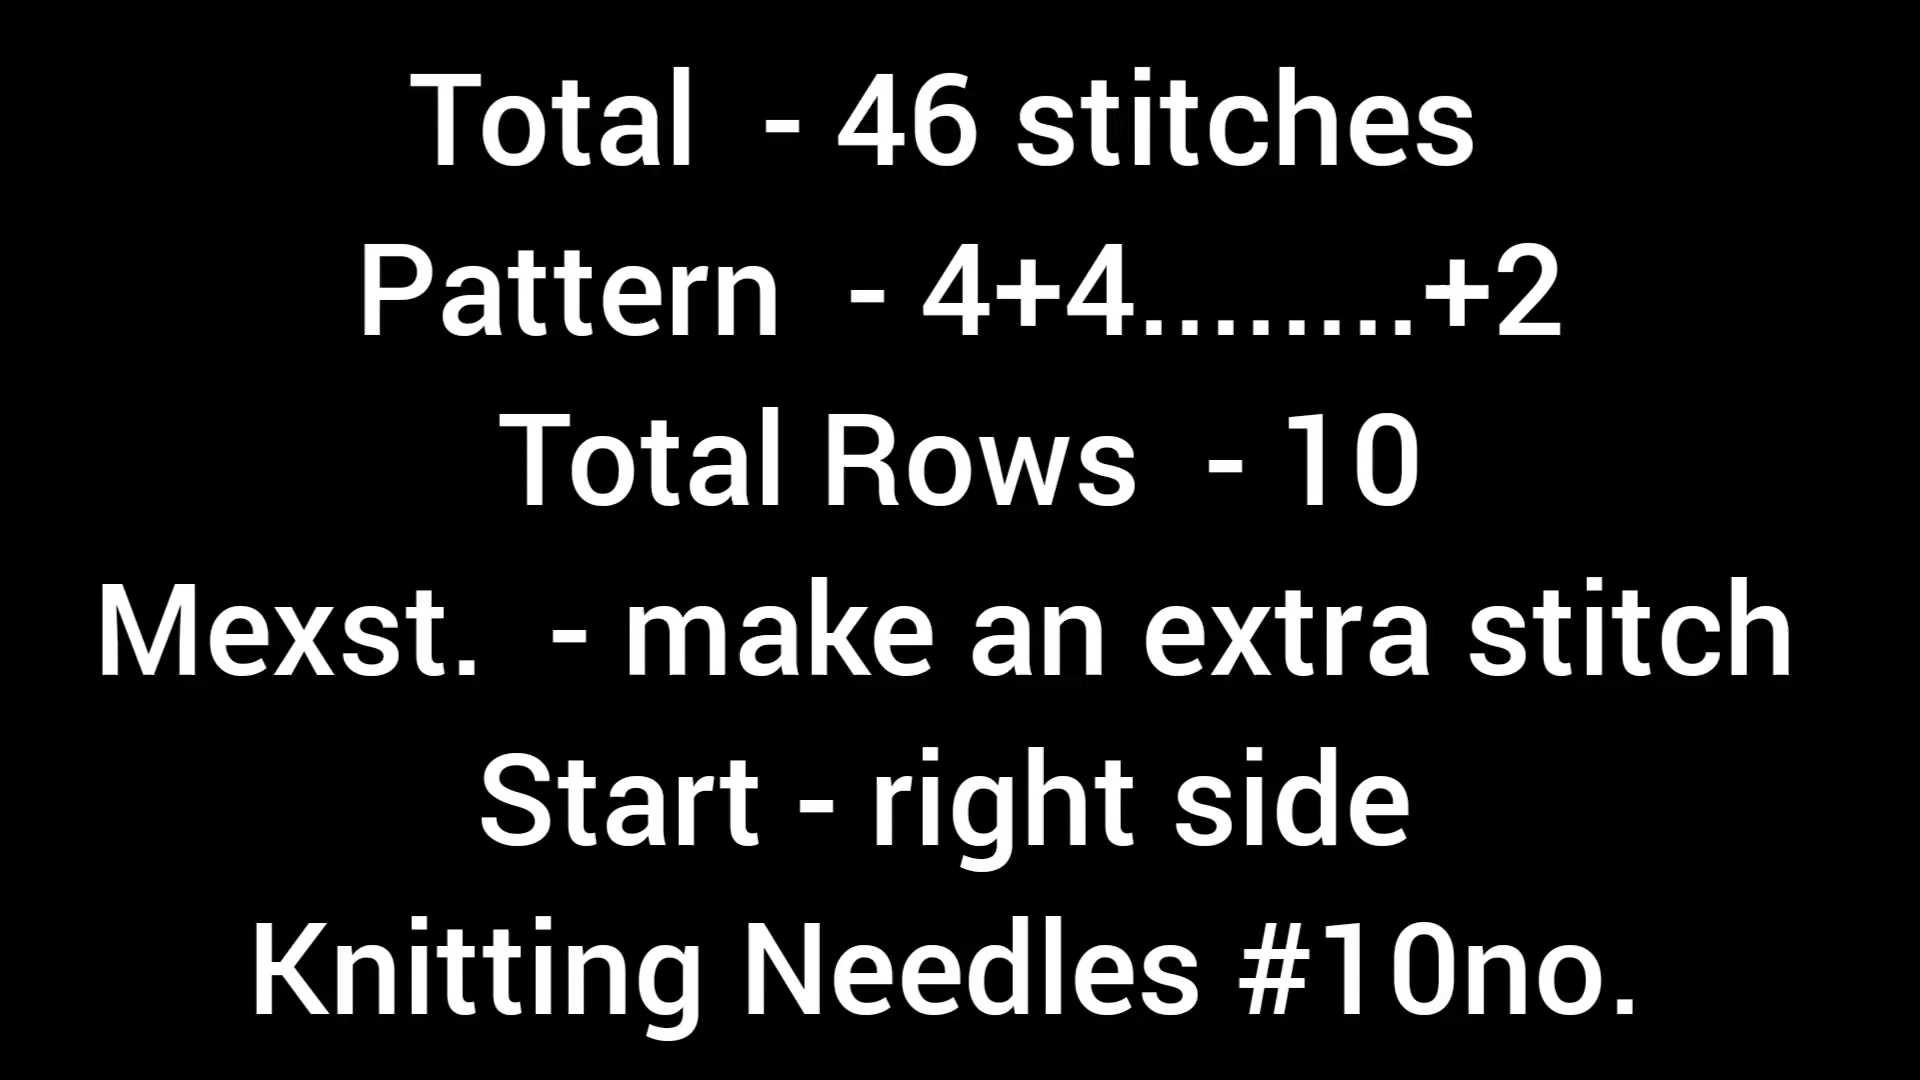 Total - 46 stitches
Pattern - 4+4........+2
Total Rows - 10
Mexst. - make an extra stitch
Start - right side
Knitting Needles #10no.